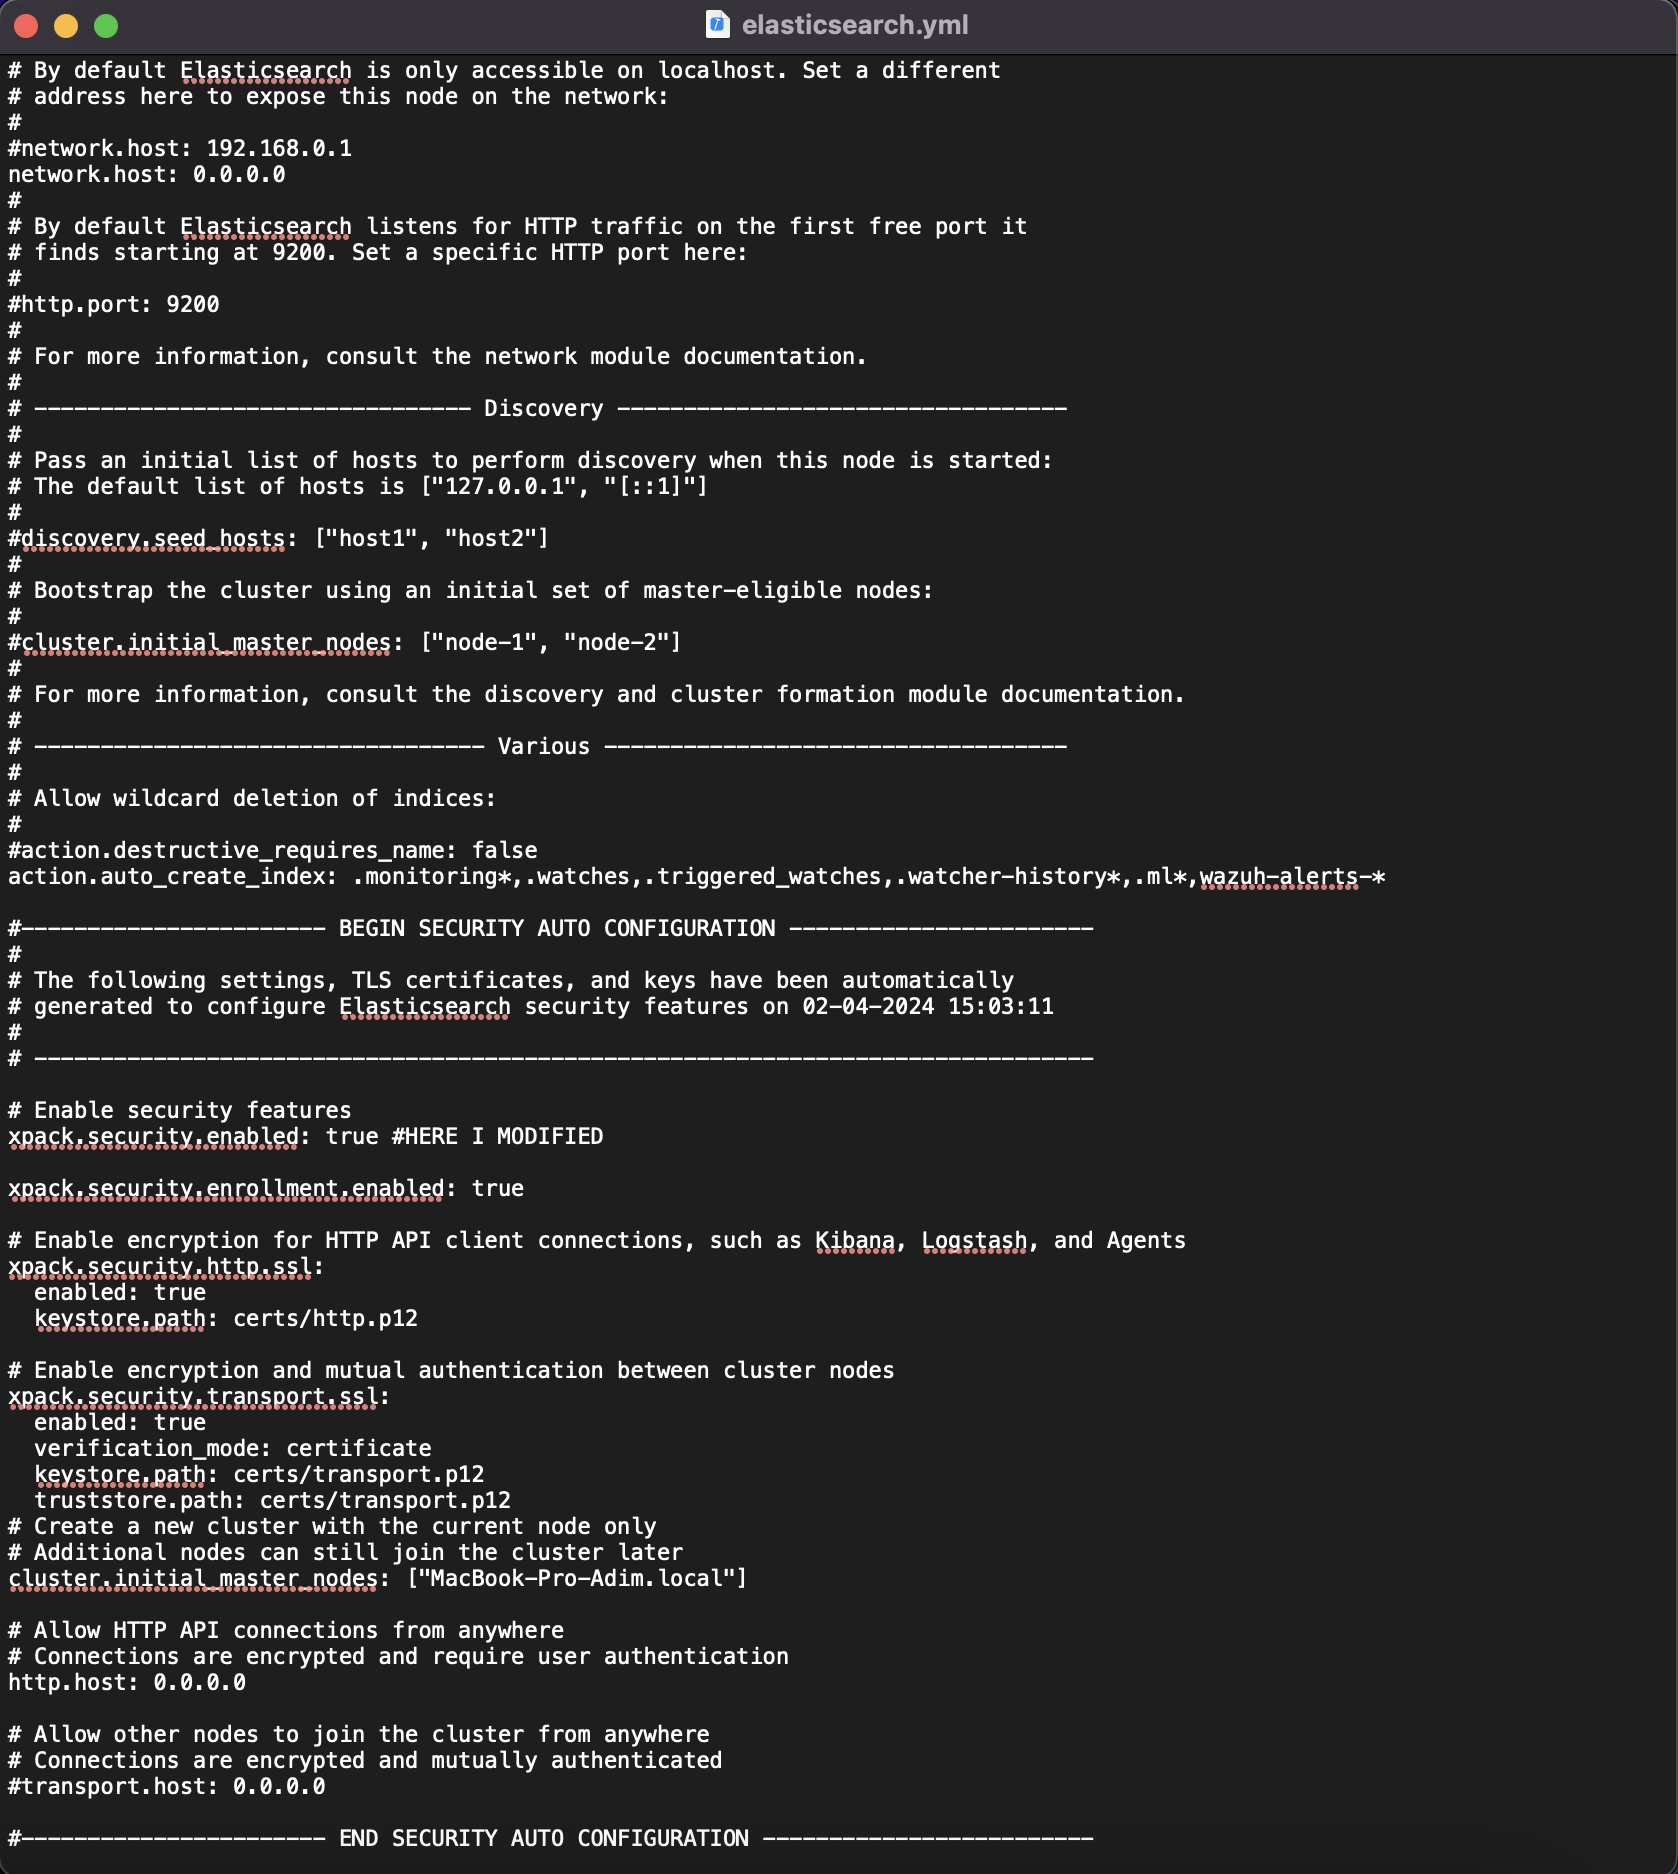 elasticsearch.yml
# By default Elasticsearch is only accessible on localhost. Set a different
# address here to expose this node on the network:
#
#network.host: 192.168.0.1
network.host: 0.0.0.0
#
# By default Elasticsearch listens for HTTP traffic on the first free port it
# finds starting at 9200. Set a specific HTTP port here:
#
#http.port: 9200
#
# For more information, consult the network module documentation.
#
# --------------------------------- Discovery ----------------------------------
#
# Pass an initial list of hosts to perform discovery when this node is started:
# The default list of hosts is ["127.0.0.1", "[::1]"]
#
#discovery.seed_hosts: ["host1", "host2"]
#
# Bootstrap the cluster using an initial set of master-eligible nodes:
#
#cluster.initial_master_nodes: ["node-1", "node-2"]
#
# For more information, consult the discovery and cluster formation module documentation.
#
# ---------------------------------- Various -----------------------------------
#
# Allow wildcard deletion of indices:
#
#action.destructive_requires_name: false
action.auto_create_index: .monitoring*,.watches,.triggered_watches,.watcher-history*,.ml*,wazuh-alerts-*

#----------------------- BEGIN SECURITY AUTO CONFIGURATION -----------------------
#
# The following settings, TLS certificates, and keys have been automatically
# generated to configure Elasticsearch security features on 02-04-2024 15:03:11
#
# --------------------------------------------------------------------------------

# Enable security features
xpack.security.enabled: true #HERE I MODIFIED

xpack.security.enrollment.enabled: true

# Enable encryption for HTTP API client connections, such as Kibana, Logstash, and Agents
xpack.security.http.ssl:
  enabled: true
  keystore.path: certs/http.p12

# Enable encryption and mutual authentication between cluster nodes
xpack.security.transport.ssl:
  enabled: true
  verification_mode: certificate
  keystore.path: certs/transport.p12
  truststore.path: certs/transport.p12
# Create a new cluster with the current node only
# Additional nodes can still join the cluster later
cluster.initial_master_nodes: ["MacBook-Pro-Adim.local"]

# Allow HTTP API connections from anywhere
# Connections are encrypted and require user authentication
http.host: 0.0.0.0

# Allow other nodes to join the cluster from anywhere
# Connections are encrypted and mutually authenticated
#transport.host: 0.0.0.0

#----------------------- END SECURITY AUTO CONFIGURATION -------------------------